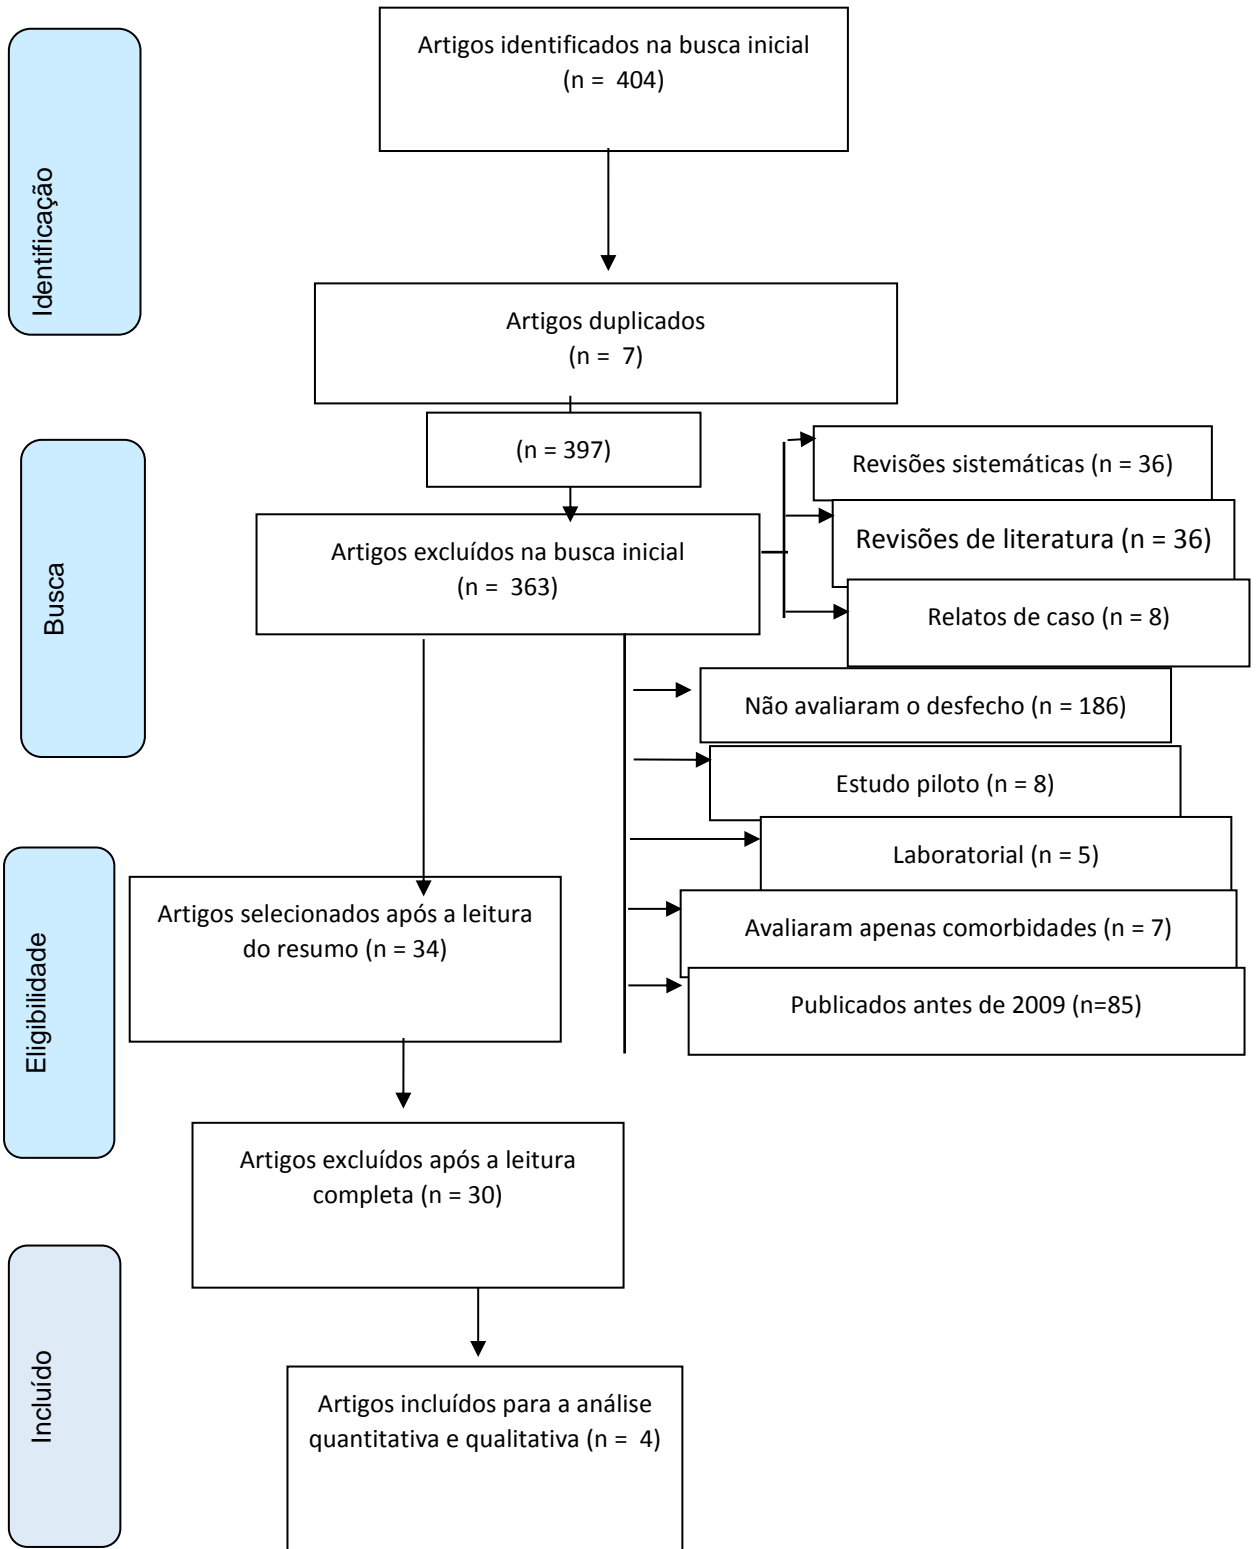 Identificação
Artigos identificados na busca inicial
(n = 404)
Artigos duplicados
(n = 7)
(n = 397)
Busca
Artigos excluídos na busca inicial
(n = 363)
Revisões sistemáticas (n = 36)
Revisões de literatura (n = 36)
Relatos de caso (n = 8)
Não avaliaram o desfecho (n = 186)
Estudo piloto (n = 8)
Laboratorial (n = 5)
Avaliaram apenas comorbidades (n = 7)
Publicados antes de 2009 (n=85)
Eligibilidade
Artigos selecionados após a leitura
do resumo (n = 34)
Artigos excluídos após a leitura
completa (n = 30)
Incluído
Artigos incluídos para a análise
quantitativa e qualitativa (n = 4)